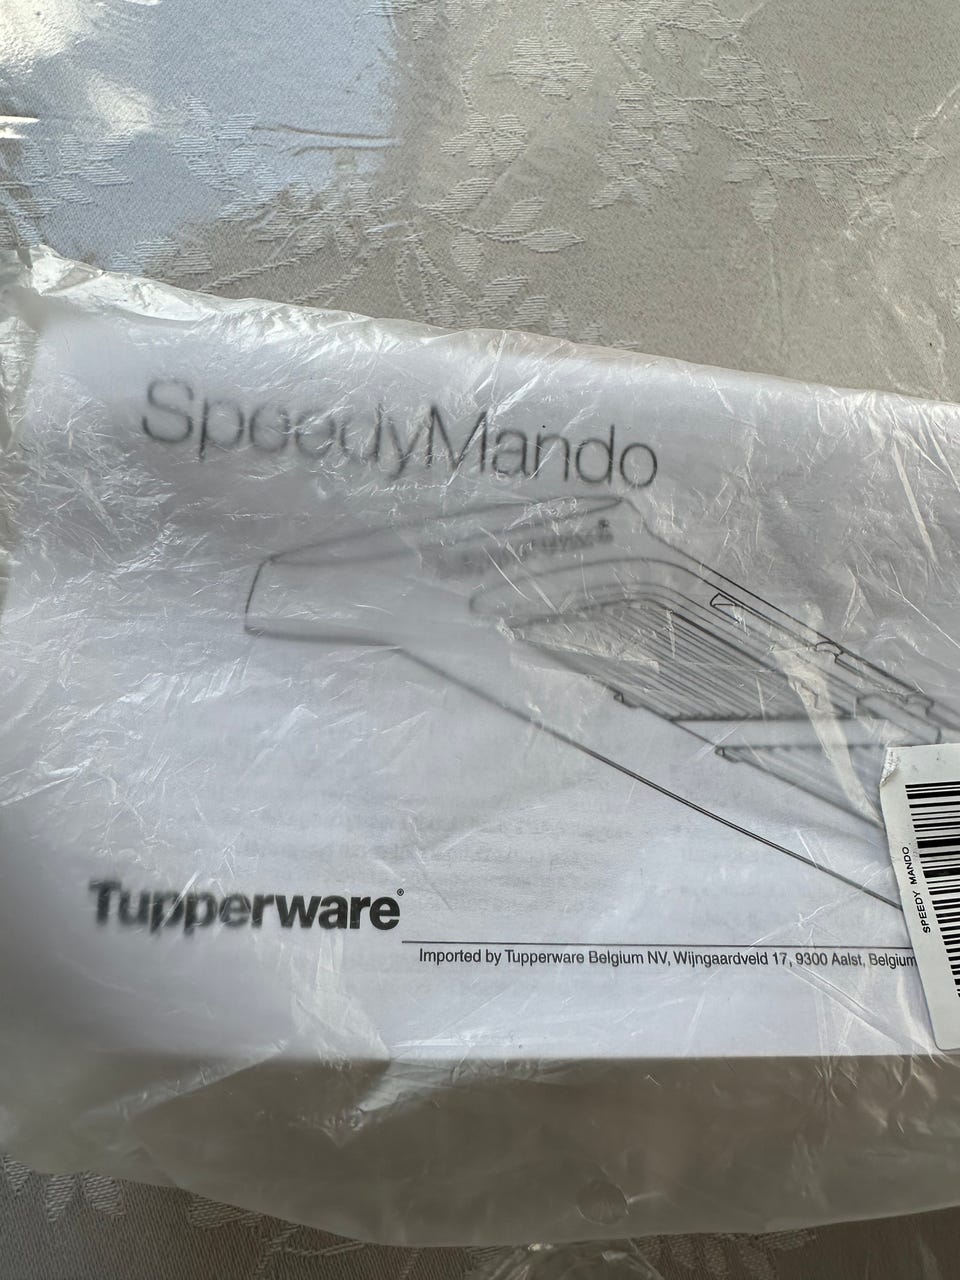 SpeedyMando
Tupperware®
Imported by Tupperware Belgium NV, Wijngaardveld 17, 9300 Aalst, Belgium
SPEEDY MANDO